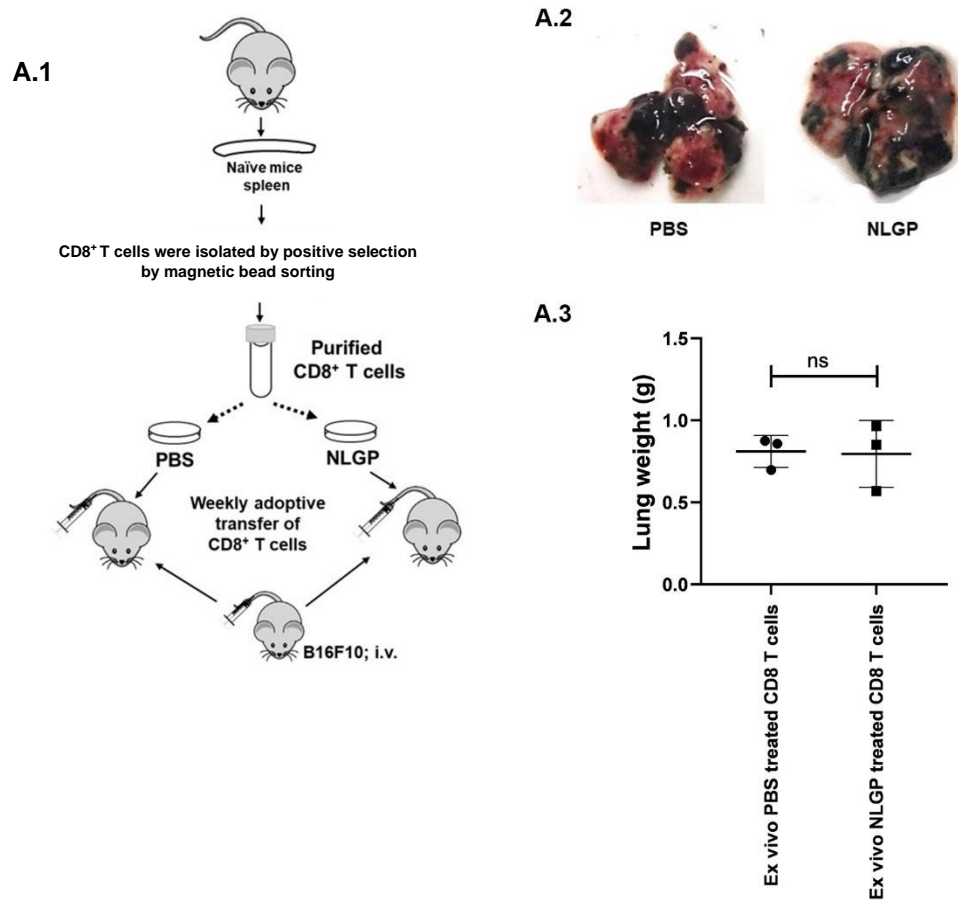 A.1
Naïve mice
spleen
CD8⁺ T cells were isolated by positive selection
by magnetic bead sorting
Purified
CD8⁺ T cells
PBS
NLGP
Weekly adoptive
transfer of
CD8⁺ T cells
B16F10; i.v.
A.2
PBS
NLGP
A.3
Lung weight (g)
1.5
1.0
0.5
0.0
ns
Ex vivo PBS treated CD8 T cells
Ex vivo NLGP treated CD8 T cells